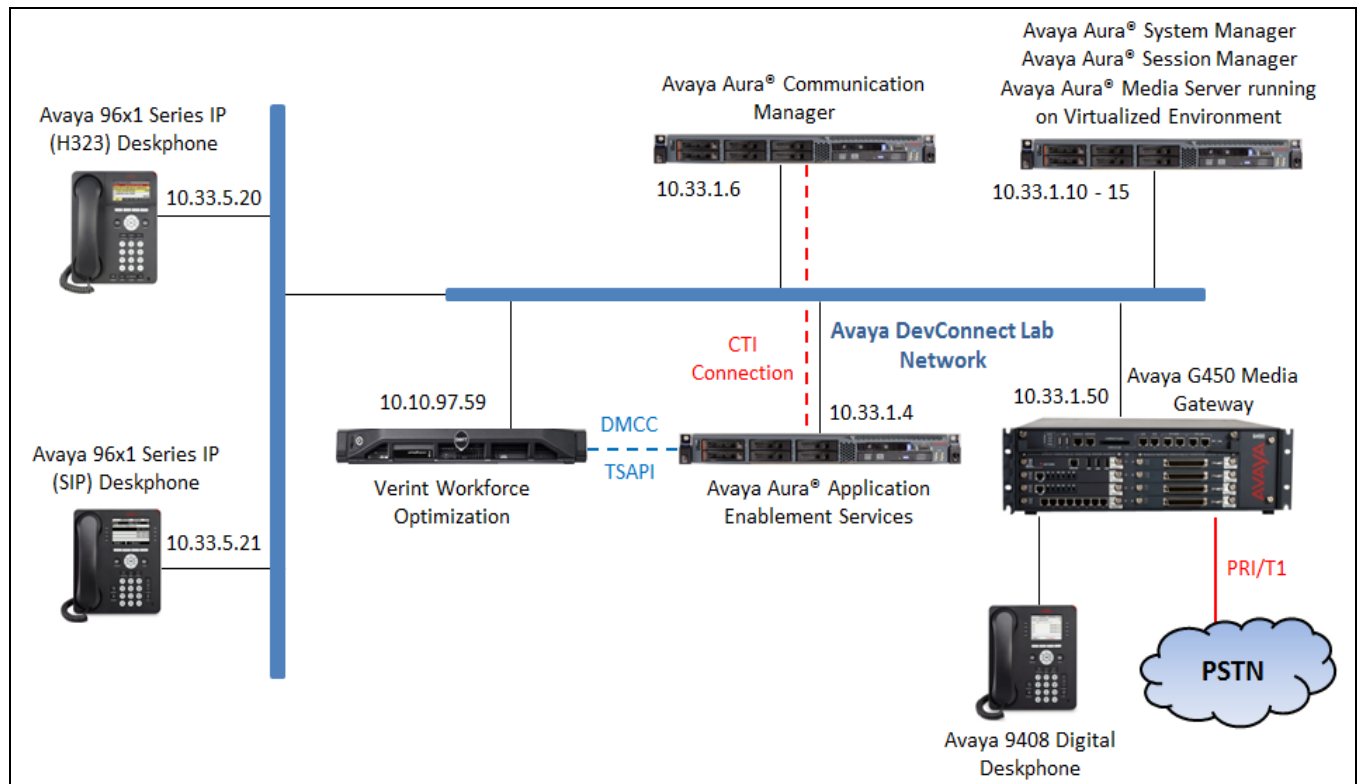 Avaya Aura® System Manager
Avaya Aura® Session Manager
Avaya Aura® Media Server running
on Virtualized Environment
Avaya Aura® Communication
Manager
Avaya 96x1 Series IP
(H323) Deskphone
10.33.5.20
10.33.1.6
10.33.1.10 - 15
CTI
Connection
Avaya DevConnect Lab
Network
10.10.97.59
DMCC
TSAPI
10.33.1.4
10.33.1.50
Avaya G450 Media
Gateway
AVAYA
Verint Workforce
Optimization
Avaya Aura® Application
Enablement Services
Avaya 96x1 Series IP
(SIP) Deskphone
10.33.5.21
PRI/T1
PSTN
Avaya 9408 Digital
Deskphone